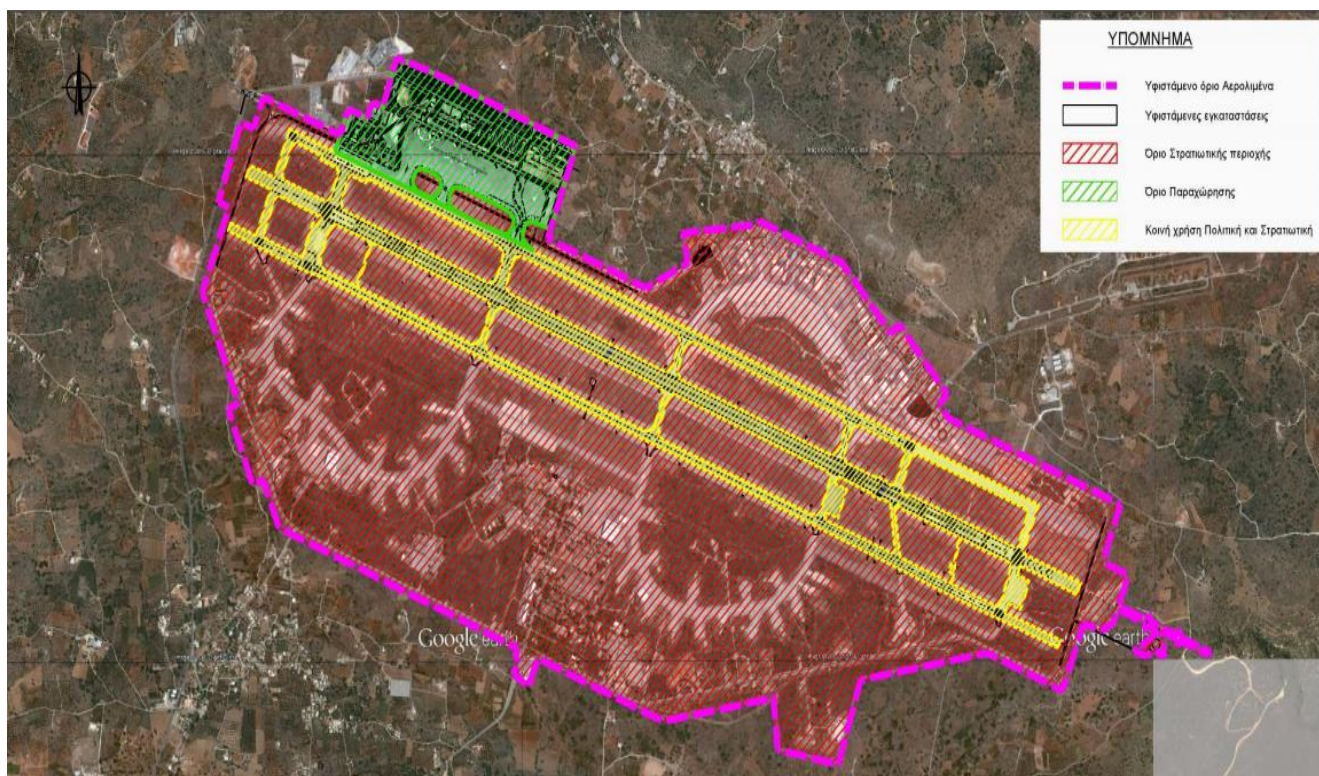 ΥΠΟΜΝΗΜΑ
Υφιστάμενο όριο Αερολιμένα
Υφιστάμενες εγκαταστάσεις
Όριο Στρατιωτικής περιοχής
Όριο Παραχώρησης
Κοινή χρήση Πολιτική και Στρατιωτική
Google earth
Google earth